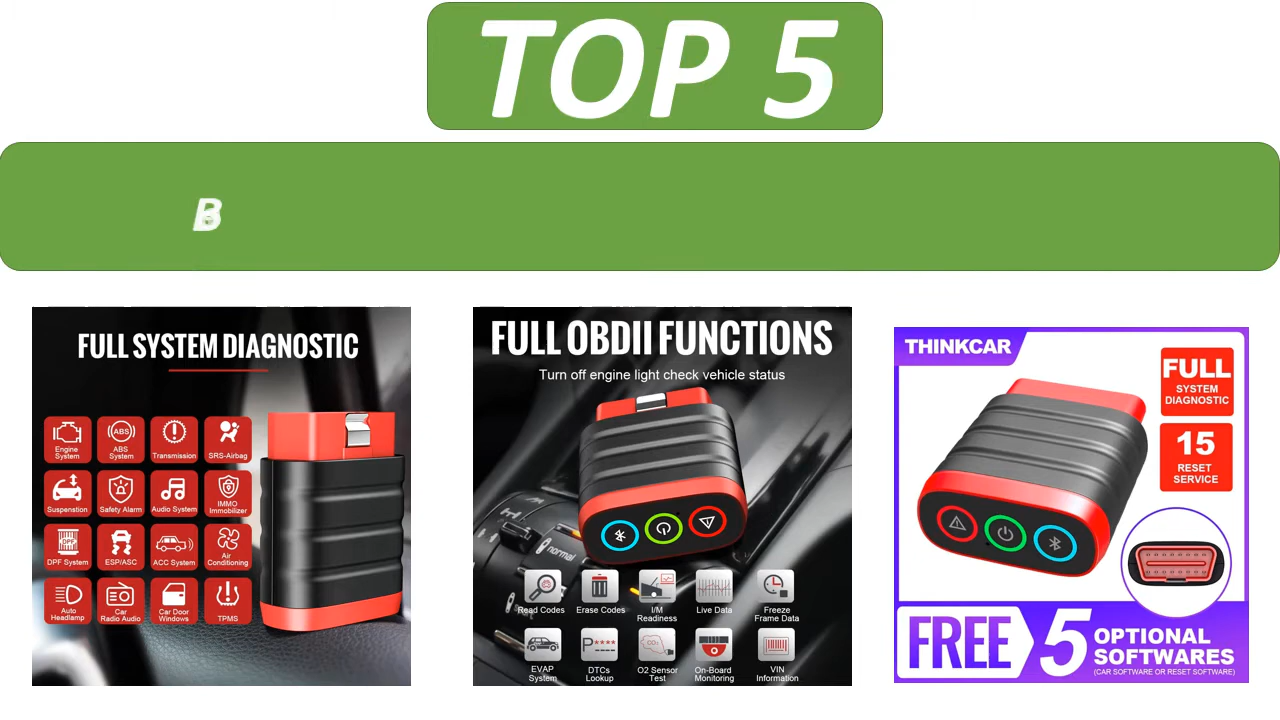 TOP 5
B
FULL SYSTEM DIAGNOSTIC
Engine
System
ABS
ABS
System
Transmission
SRS-Airbag
Suspenstion
Safety Alarm
Audio System
IMMO
Immobilizer
DPF
DPF System
ESP/ASC
ACC System
Air
Conditioning
Auto
Headlamp
Car
Radio Audio
Car Door
Windows
TPMS
FULL OBDII FUNCTIONS
Turn off engine light check vehicle status
normal
Read Codes
Erase Codes
I/M
Readiness
Live Data
Freeze
Frame Data
EVAP
System
P****
DTCs
Lookup
O2 Sensor
Test
On-Board
Monitoring
VIN
Information
THINKCAR
FULL
SYSTEM
DIAGNOSTIC
15
RESET
SERVICE
FREE
5
OPTIONAL
SOFTWARES
(CAR SOFTWARE OR RESET SOFTWARE)